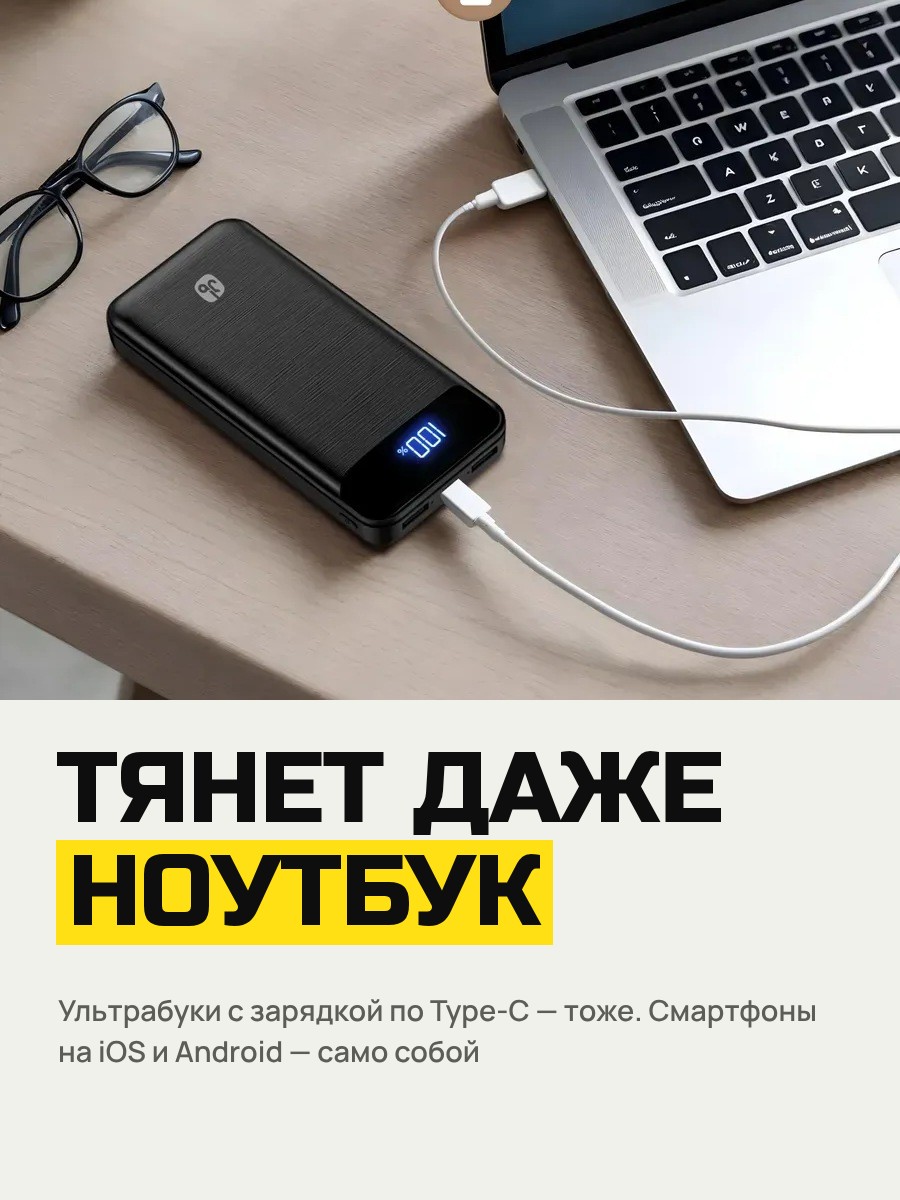 100%
ТЯНЕТ ДАЖЕ
НОУТБУК
Ультрабуки с зарядкой по Type-C — тоже. Смартфоны
на iOS и Android — само собой